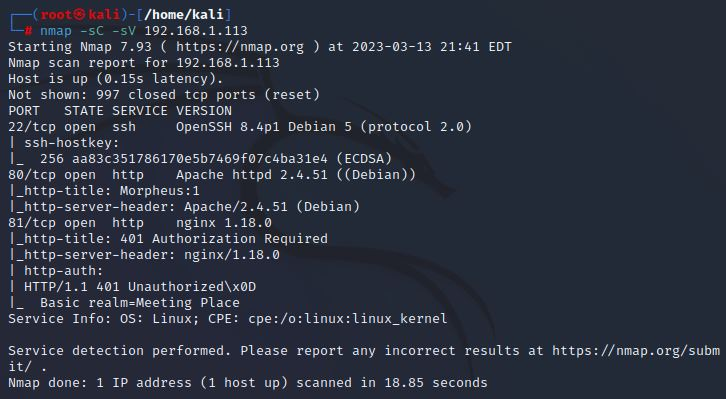 ┌──(root㉿kali)-[/home/kali]
└─# nmap -sC -sV 192.168.1.113
Starting Nmap 7.93 ( https://nmap.org ) at 2023-03-13 21:41 EDT
Nmap scan report for 192.168.1.113
Host is up (0.15s latency).
Not shown: 997 closed tcp ports (reset)
PORT   STATE SERVICE VERSION
22/tcp open  ssh     OpenSSH 8.4p1 Debian 5 (protocol 2.0)
| ssh-hostkey:
|_  256 aa83c351786170e5b7469f07c4ba31e4 (ECDSA)
80/tcp open  http    Apache httpd 2.4.51 ((Debian))
|_http-title: Morpheus:1
|_http-server-header: Apache/2.4.51 (Debian)
81/tcp open  http    nginx 1.18.0
|_http-title: 401 Authorization Required
|_http-server-header: nginx/1.18.0
| http-auth:
| HTTP/1.1 401 Unauthorized\x0D
|_  Basic realm=Meeting Place
Service Info: OS: Linux; CPE: cpe:/o:linux:linux_kernel

Service detection performed. Please report any incorrect results at https://nmap.org/subm
it/ .
Nmap done: 1 IP address (1 host up) scanned in 18.85 seconds